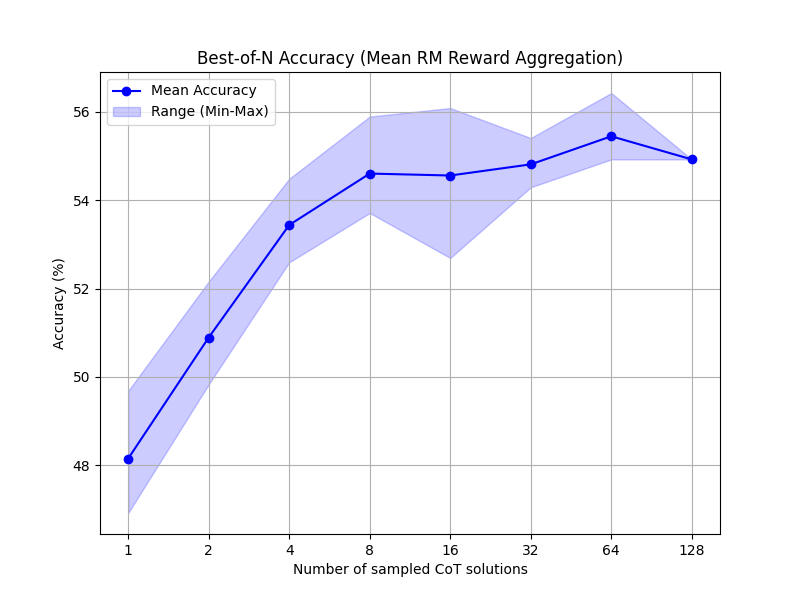 Best-of-N Accuracy (Mean RM Reward Aggregation)
Mean Accuracy
Range (Min-Max)
Accuracy (%)
56
54
52
50
48
1 2 4 8 16 32 64 128
Number of sampled CoT solutions